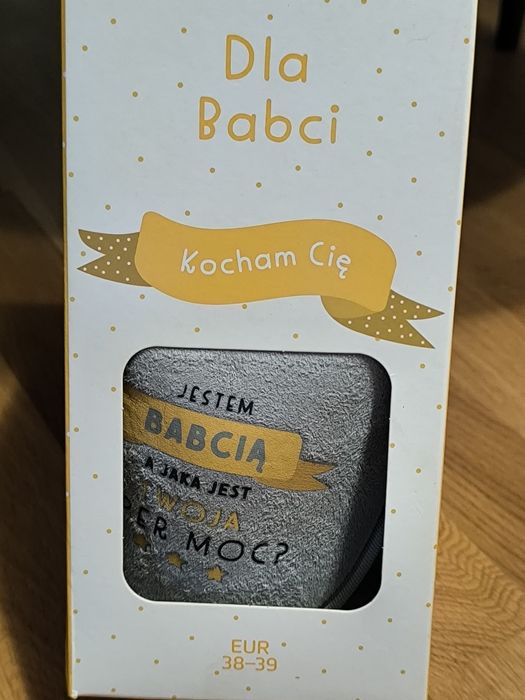 Dla
Babci
Kocham Cię
JESTEM
BABCIĄ
A JAKA JEST
TWOJA
MOC?
EUR
38-39